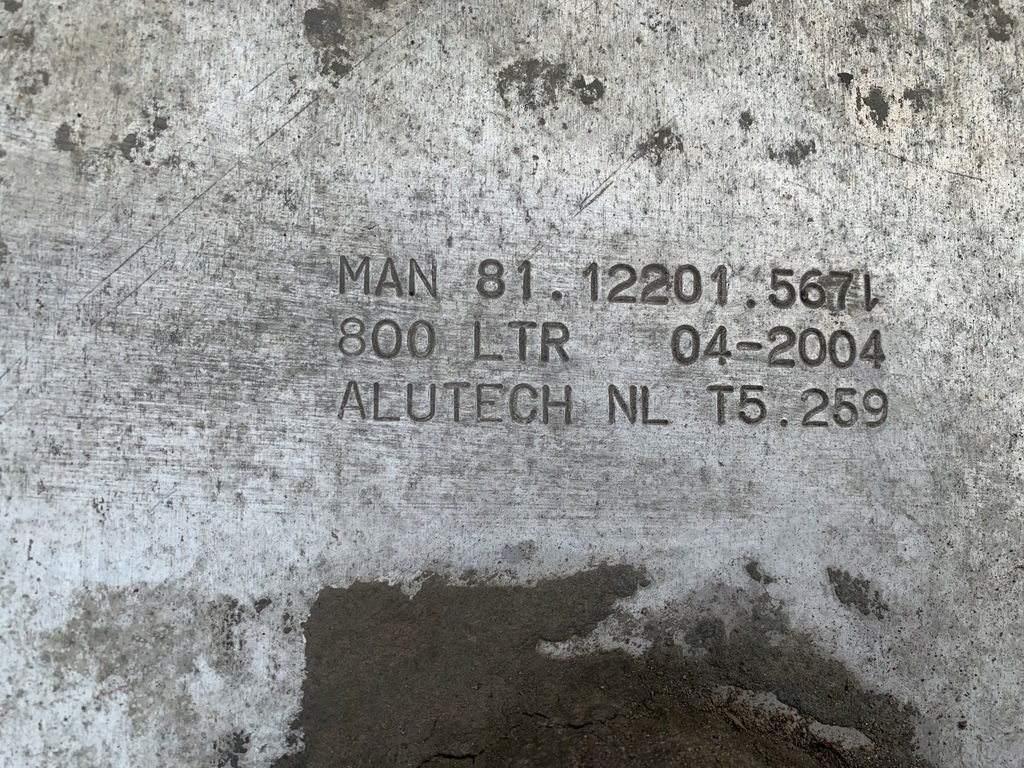 MAN 81.12201.5671
800 LTR 04-2004
ALUTECH NL T5.259